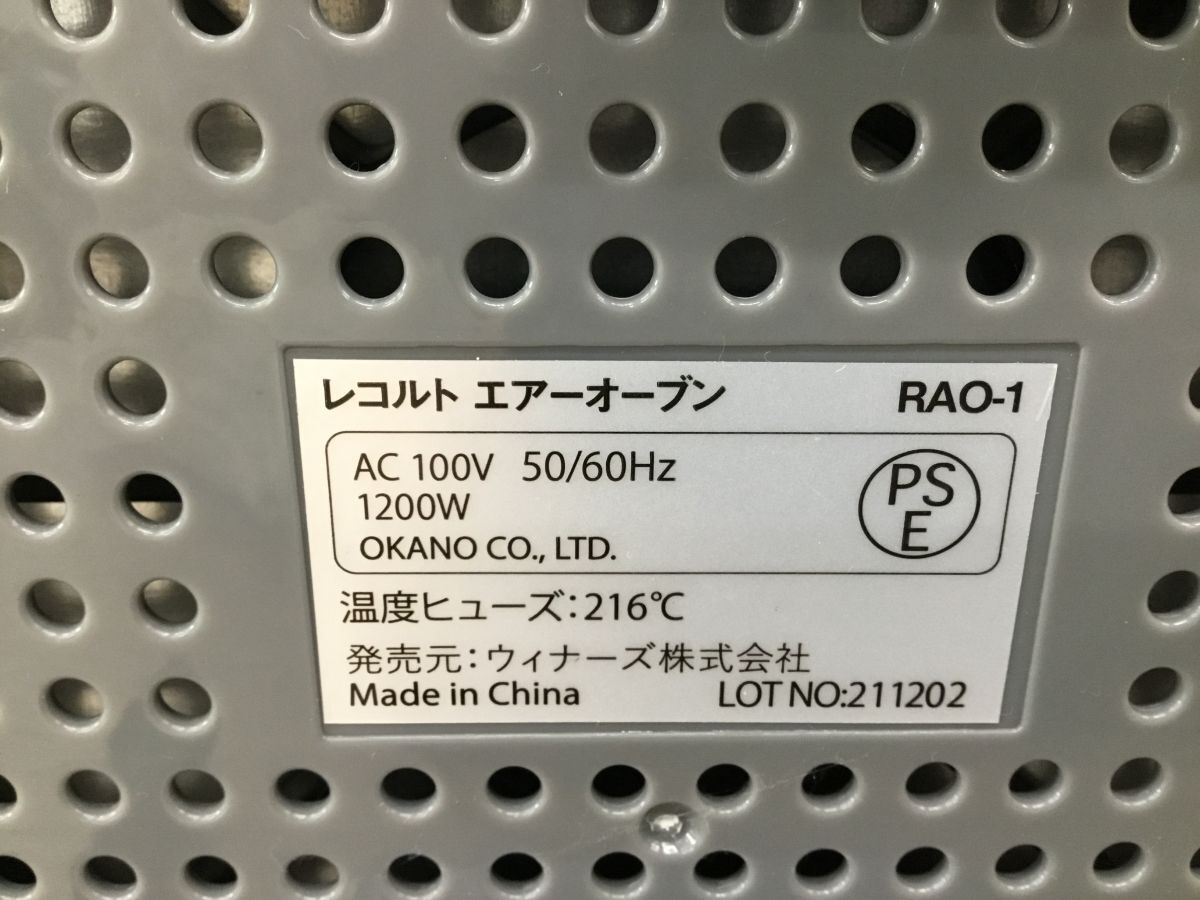 レコルト エアーオーブン RAO-1
AC 100V 50/60Hz
1200W
OKANO CO., LTD.
PS
E
温度ヒューズ:216℃
発売元:ウィナーズ株式会社
Made in China LOT NO:211202